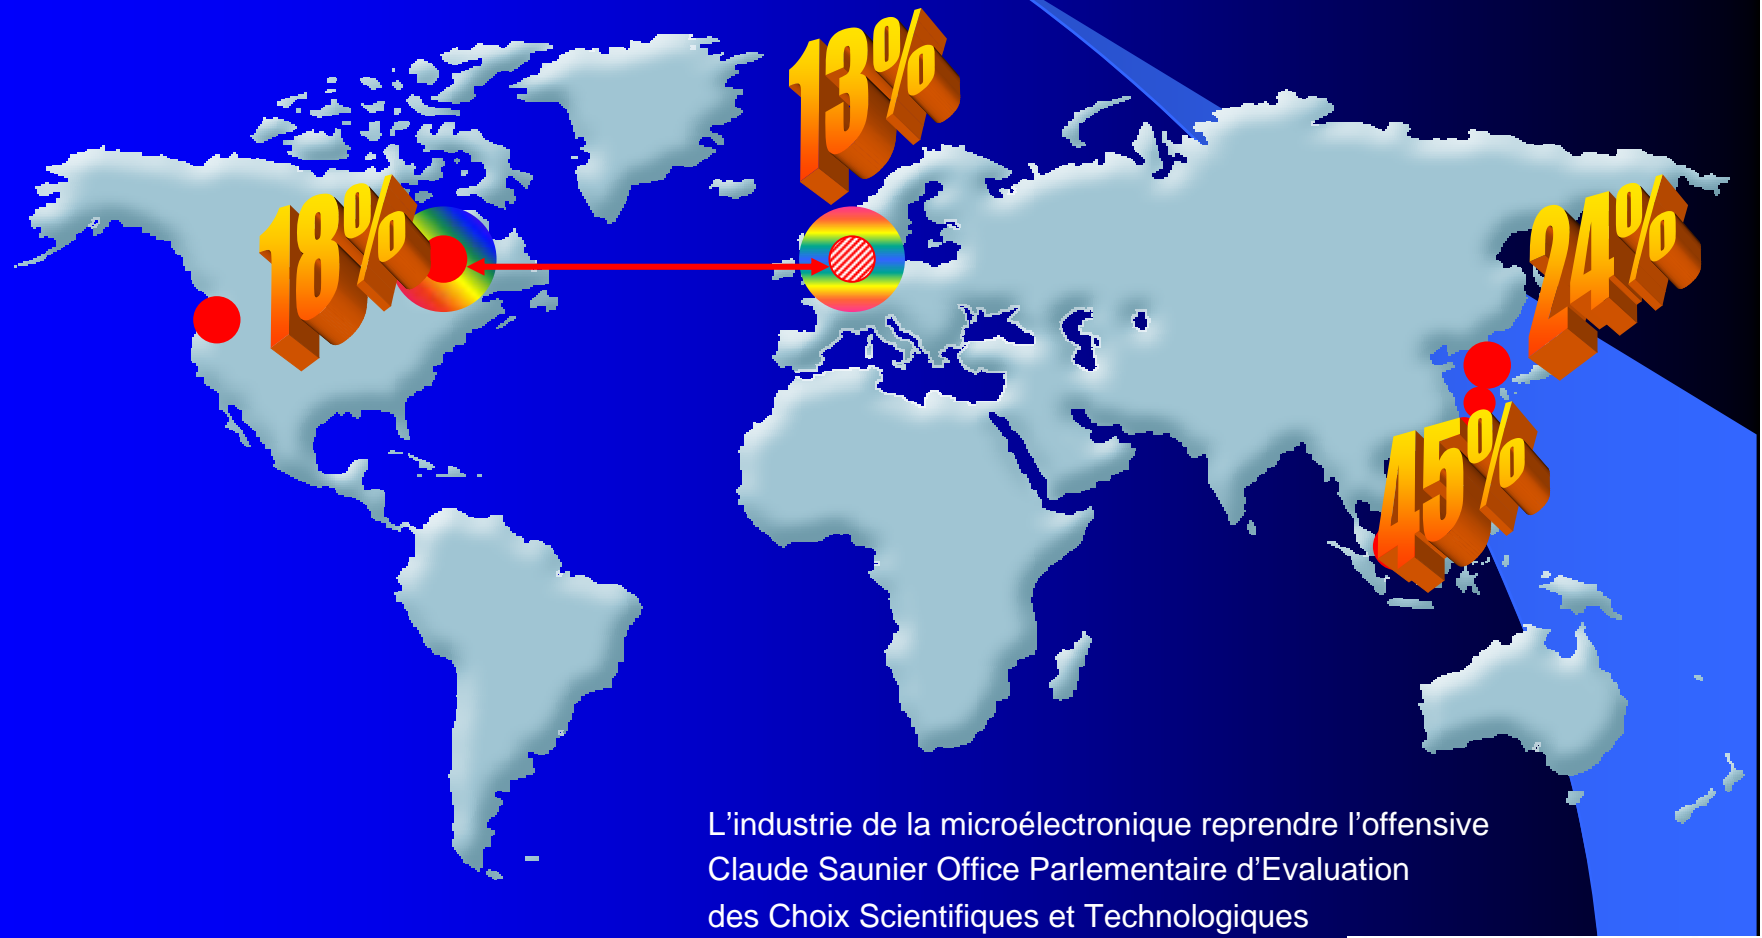 13%
18%
24%
45%
L’industrie de la microélectronique reprendre l’offensive
Claude Saunier Office Parlementaire d’Evaluation
des Choix Scientifiques et Technologiques